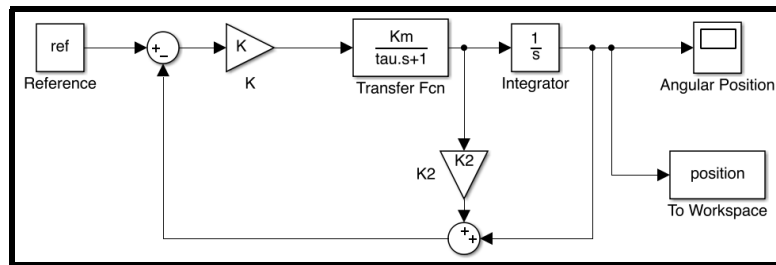 ref
Reference
+
−
K
K
Km
tau.s+1
Transfer Fcn
1
s
Integrator
Angular Position
K2
K2
position
To Workspace
+
+